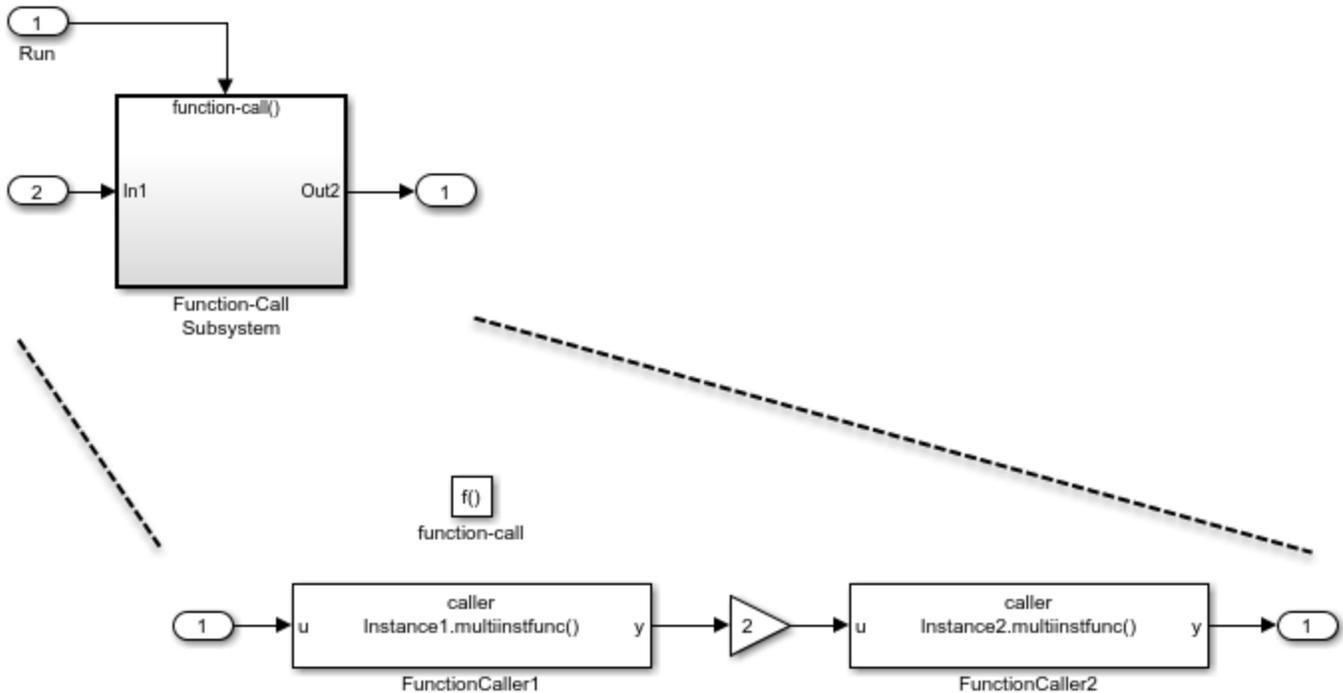 1
Run
function-call()
2
In1
Out2
1
Function-Call
Subsystem
f()
function-call
1
u
caller
Instance1.multiinstfunc()
y
FunctionCaller1
2
u
caller
Instance2.multiinstfunc()
y
FunctionCaller2
1